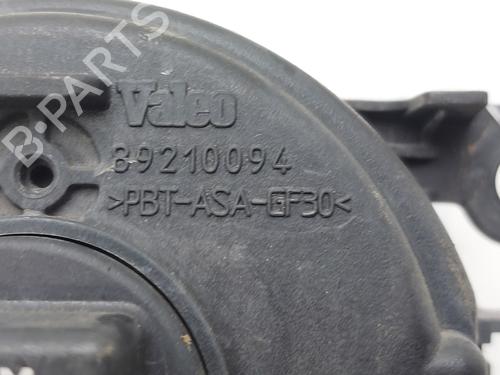 B-PARTS
Valeo
89210094
>PBT-ASA-GF30<